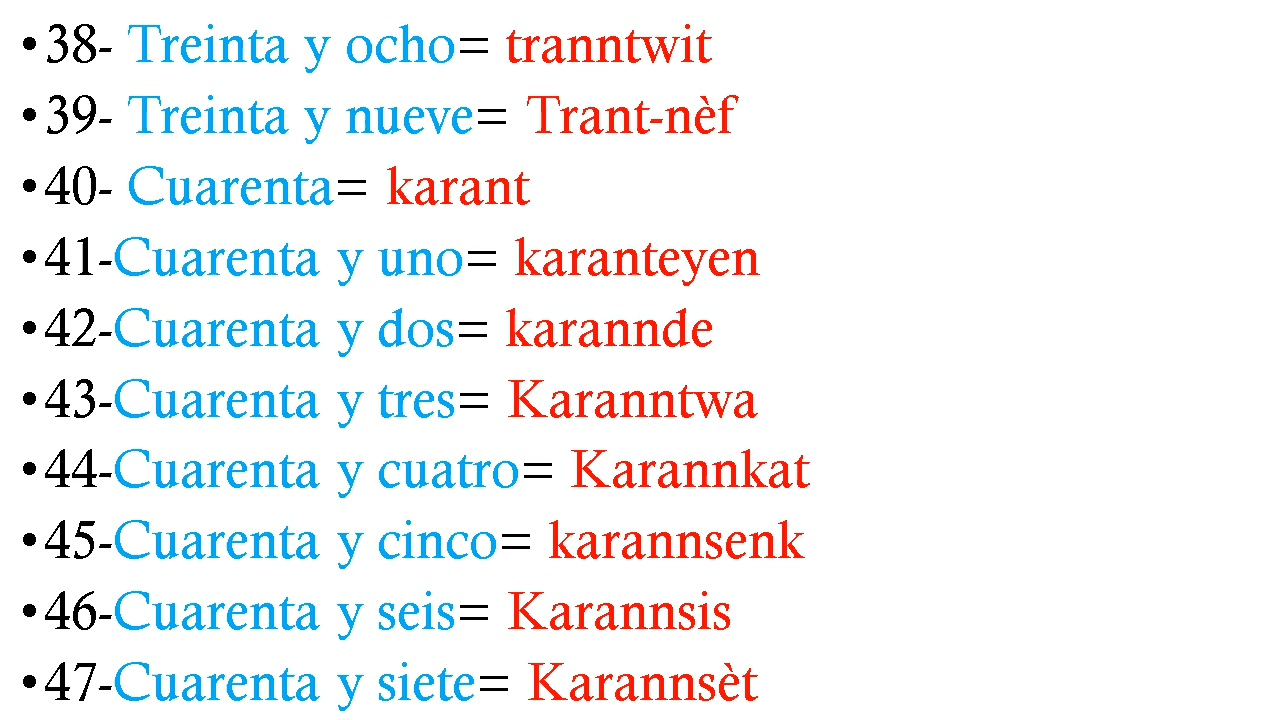 •38- Treinta y ocho= tranntwit
•39- Treinta y nueve= Trant-nèf
•40- Cuarenta= karant
•41-Cuarenta y uno= karanteyen
•42-Cuarenta y dos= karannde
•43-Cuarenta y tres= Karanntwa
•44-Cuarenta y cuatro= Karannkat
•45-Cuarenta y cinco= karannsenk
•46-Cuarenta y seis= Karannsis
•47-Cuarenta y siete= Karannsèt